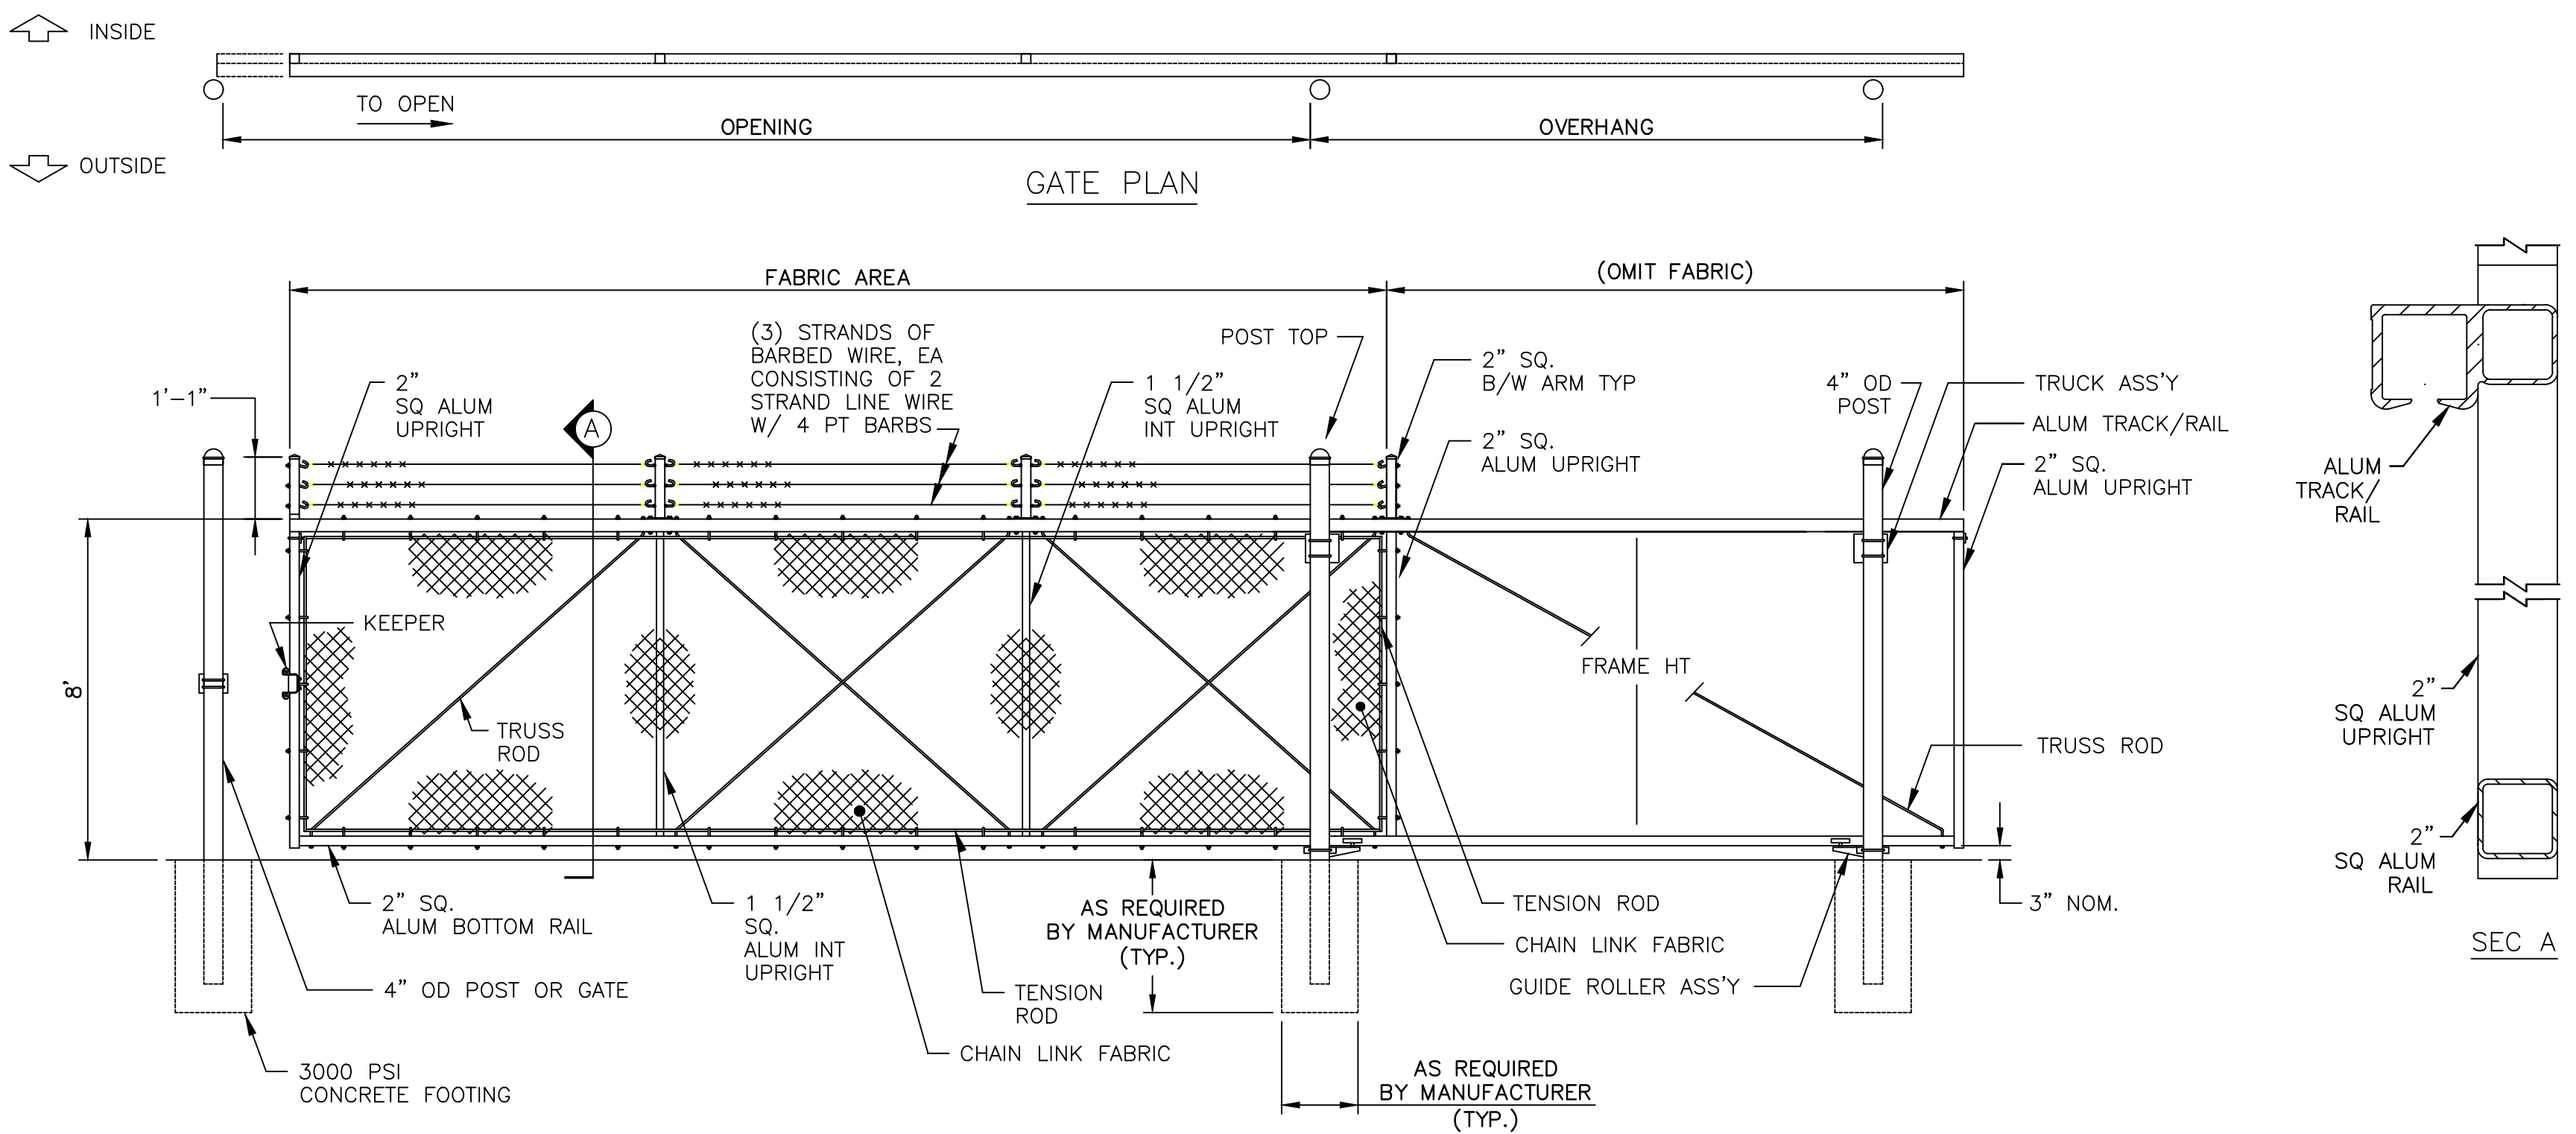 INSIDE
TO OPEN
OPENING
OVERHANG
OUTSIDE
GATE PLAN
FABRIC AREA
(OMIT FABRIC)
(3) STRANDS OF
BARBED WIRE, EA
CONSISTING OF 2
STRAND LINE WIRE
W/ 4 PT BARBS
POST TOP
1'-1"
2"
SQ ALUM
UPRIGHT
A
1 1/2"
SQ ALUM
INT UPRIGHT
2" SQ.
B/W ARM TYP
2" SQ.
ALUM UPRIGHT
4" OD
POST
TRUCK ASS'Y
ALUM TRACK/RAIL
2" SQ.
ALUM UPRIGHT
ALUM
TRACK/
RAIL
KEEPER
8'
FRAME HT
TRUSS
ROD
TRUSS ROD
2"
SQ ALUM
UPRIGHT
2"
SQ ALUM
RAIL
SEC A
2" SQ.
ALUM BOTTOM RAIL
1 1/2"
SQ.
ALUM INT
UPRIGHT
AS REQUIRED
BY MANUFACTURER
(TYP.)
TENSION ROD
CHAIN LINK FABRIC
GUIDE ROLLER ASS'Y
3" NOM.
4" OD POST OR GATE
TENSION
ROD
CHAIN LINK FABRIC
3000 PSI
CONCRETE FOOTING
AS REQUIRED
BY MANUFACTURER
(TYP.)